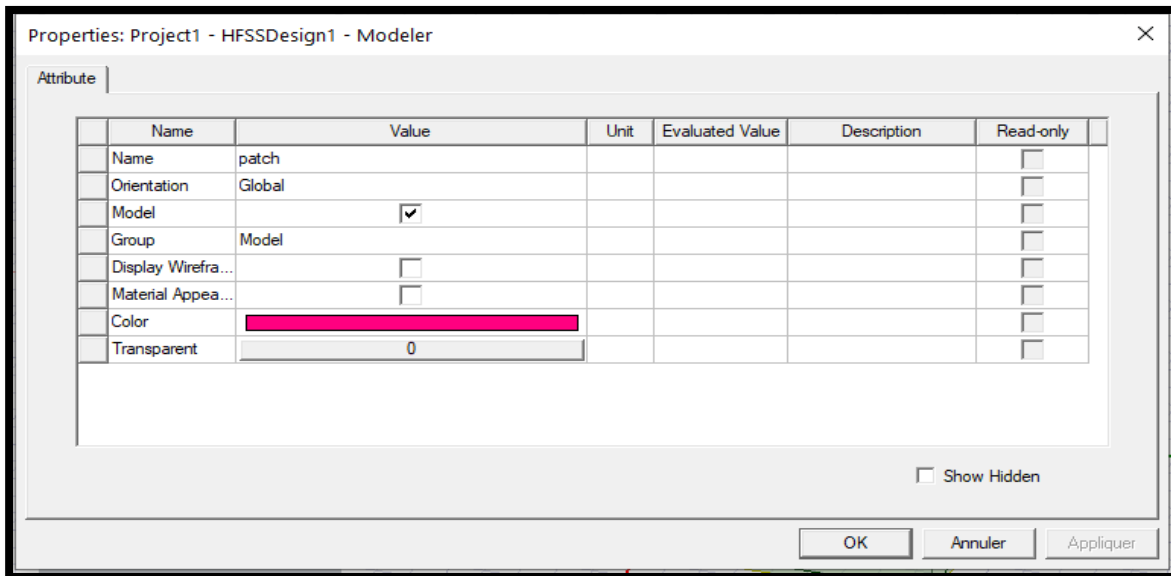 Properties: Project1 - HFSSDesign1 - Modeler
Attribute
Name Value Unit Evaluated Value Description Read-only
Name patch
Orientation Global
Model
Group Model
Display Wirefra...
Material Appea...
Color
Transparent 0
Show Hidden
OK Annuler Appliquer